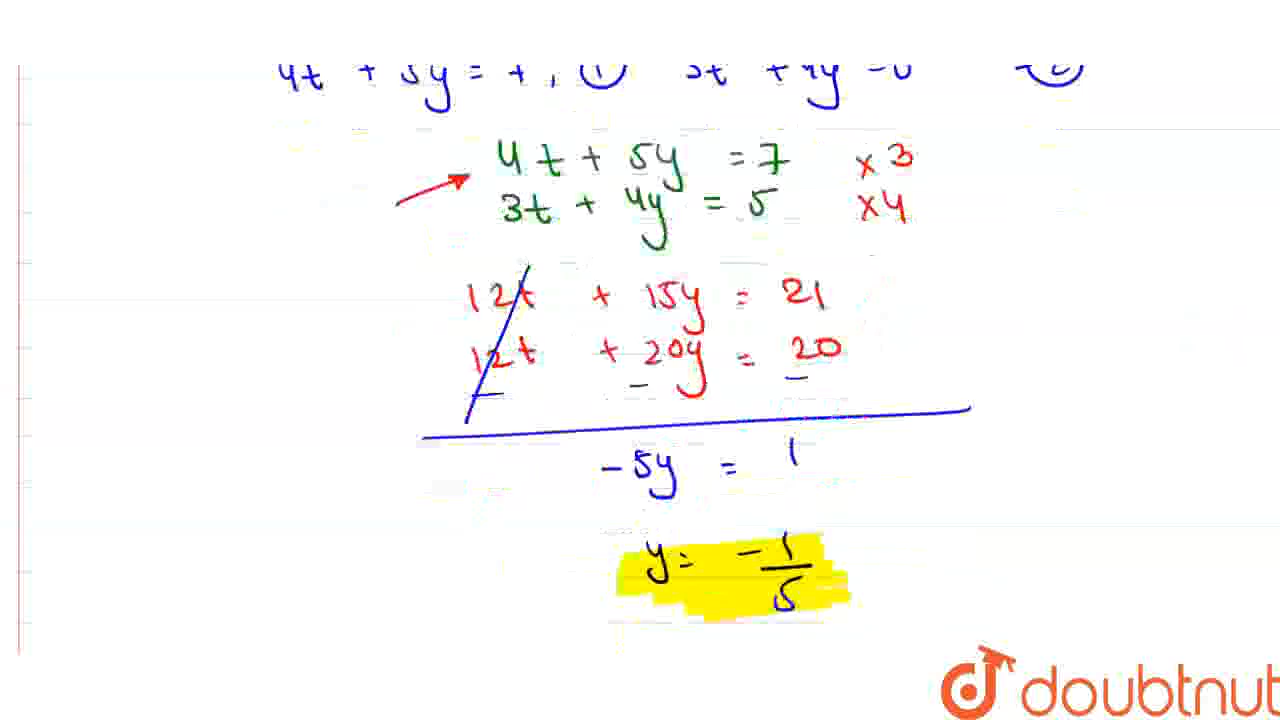 4t + 5y = 7 × 3
3t + 4y = 5 × 4
12t + 15y = 21
12t + 20y = 20
− − −
-5y = 1
y = -1/5
doubtnut